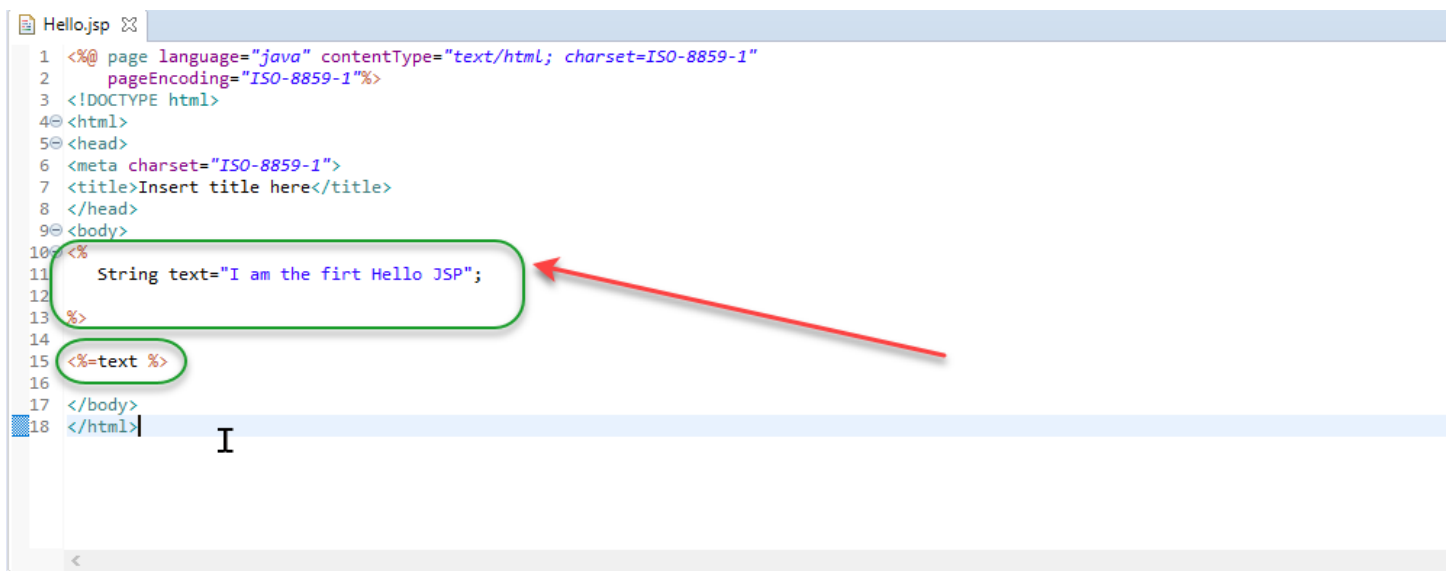 Hello.jsp
1 <%@ page language="java" contentType="text/html; charset=ISO-8859-1"
2     pageEncoding="ISO-8859-1"%>
3 <!DOCTYPE html>
4 <html>
5 <head>
6 <meta charset="ISO-8859-1">
7 <title>Insert title here</title>
8 </head>
9 <body>
10 <%
11    String text="I am the firt Hello JSP";
12
13 %>
14
15 <%=text %>
16
17 </body>
18 </html>